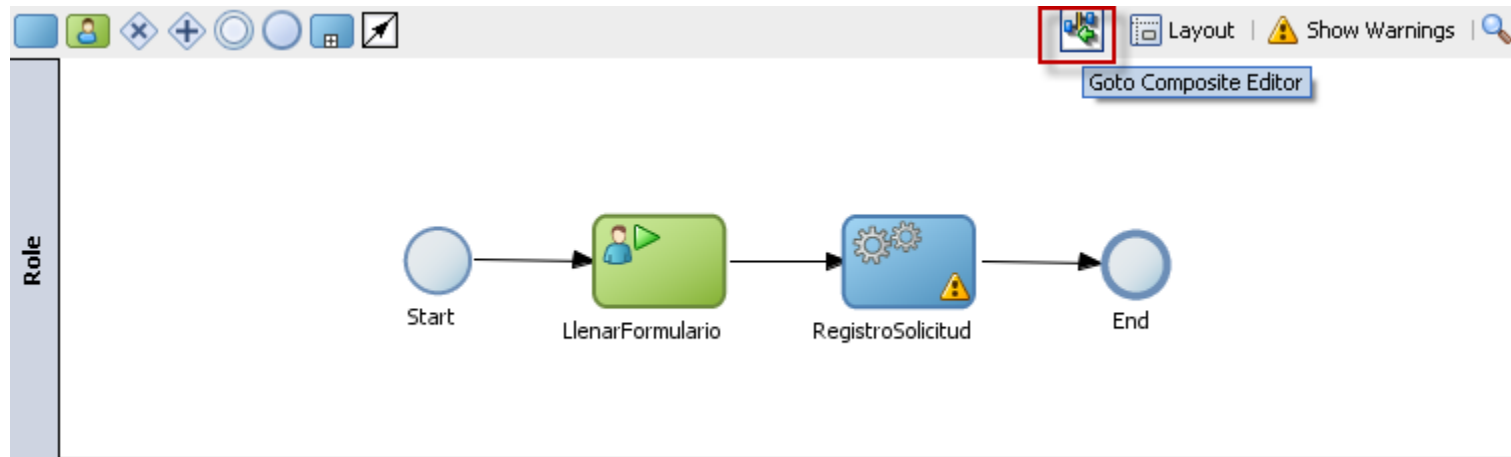 Layout
Show Warnings
Goto Composite Editor
Role
Start
LlenarFormulario
RegistroSolicitud
End